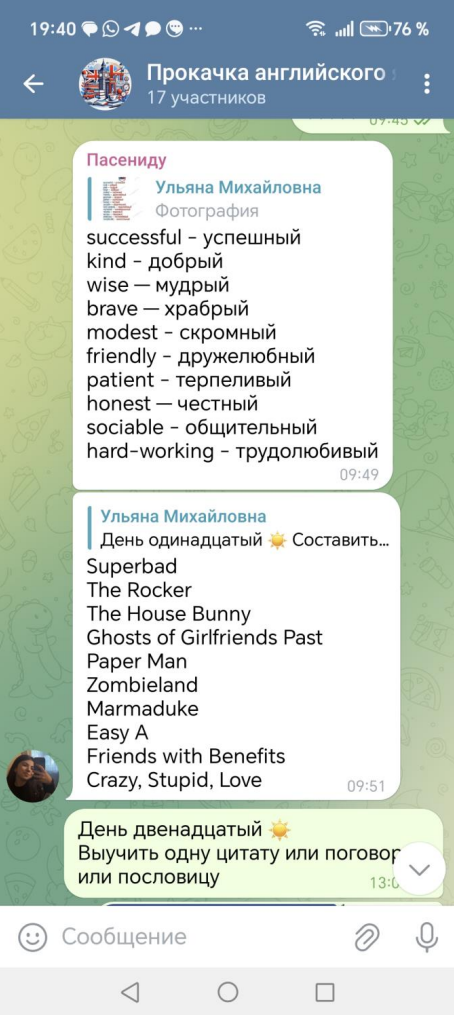 19:40 76 %
Прокачка английского
17 участников
09:45
Пасениду
Ульяна Михайловна
Фотография
successful - успешный
kind - добрый
wise — мудрый
brave — храбрый
modest - скромный
friendly - дружелюбный
patient - терпеливый
honest — честный
sociable - общительный
hard-working - трудолюбивый
09:49
Ульяна Михайловна
День одинадцатый ☀️ Составить...
Superbad
The Rocker
The House Bunny
Ghosts of Girlfriends Past
Paper Man
Zombieland
Marmaduke
Easy A
Friends with Benefits
Crazy, Stupid, Love
09:51
День двенадцатый ☀️
Выучить одну цитату или поговор
или пословицу
Сообщение